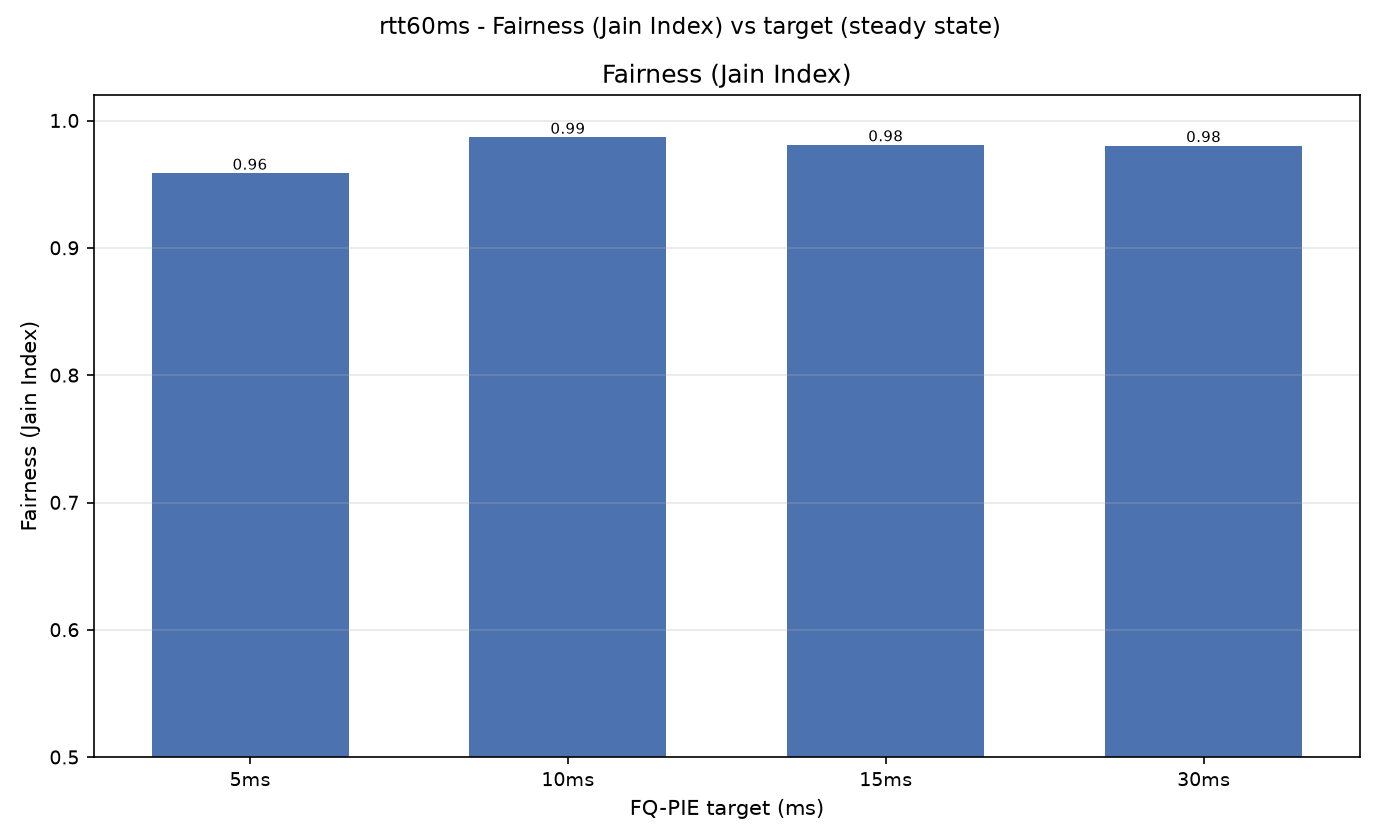 rtt60ms - Fairness (Jain Index) vs target (steady state)
Fairness (Jain Index)
Fairness (Jain Index)
1.0
0.9
0.8
0.7
0.6
0.5
0.96
0.99
0.98
0.98
5ms
10ms
15ms
30ms
FQ-PIE target (ms)